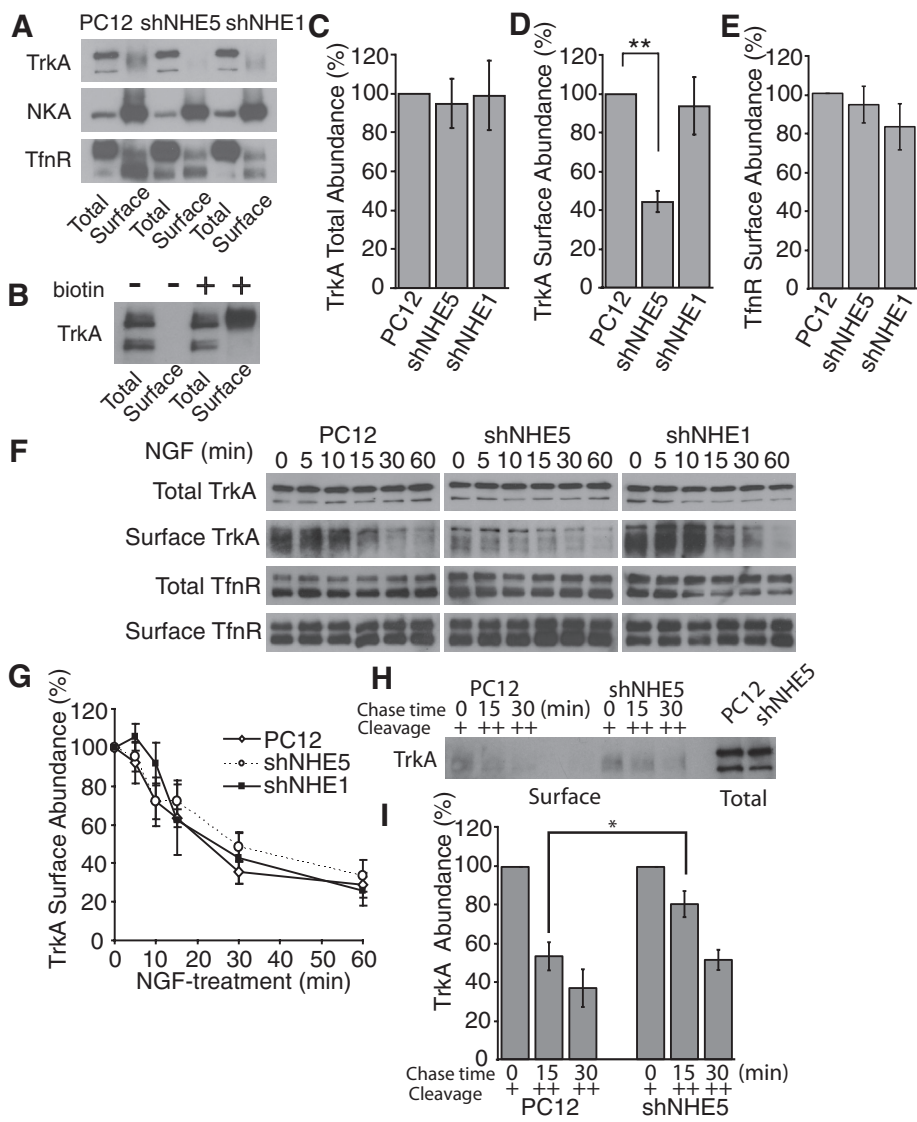 A
PC12 shNHE5 shNHE1
TrkA
NKA
TfnR
Total
Surface
Total
Surface
Total
Surface
B
biotin - - + +
TrkA
Total
Surface
Total
Surface
C
TrkA Total Abundance (%)
120
100
80
60
40
20
0
PC12
shNHE5
shNHE1
D
TrkA Surface Abundance (%)
120
100
80
60
40
20
0
**
PC12
shNHE5
shNHE1
E
TfnR Surface Abundance (%)
120
100
80
60
40
20
0
PC12
shNHE5
shNHE1
F
PC12 shNHE5 shNHE1
NGF (min) 0 5 10 15 30 60 0 5 10 15 30 60 0 5 10 15 30 60
Total TrkA
Surface TrkA
Total TfnR
Surface TfnR
G
TrkA Surface Abundance (%)
120
100
80
60
40
20
0
PC12
shNHE5
shNHE1
0 10 20 30 40 50 60
NGF-treatment (min)
H
PC12 shNHE5
Chase time 0 15 30 (min) 0 15 30
Cleavage + ++ ++ + ++ ++
PC12
shNHE5
TrkA
Surface Total
I
TrkA Abundance (%)
120
100
80
60
40
20
0
*
Chase time 0 15 30 0 15 30 (min)
Cleavage + ++ ++ + ++ ++
PC12 shNHE5